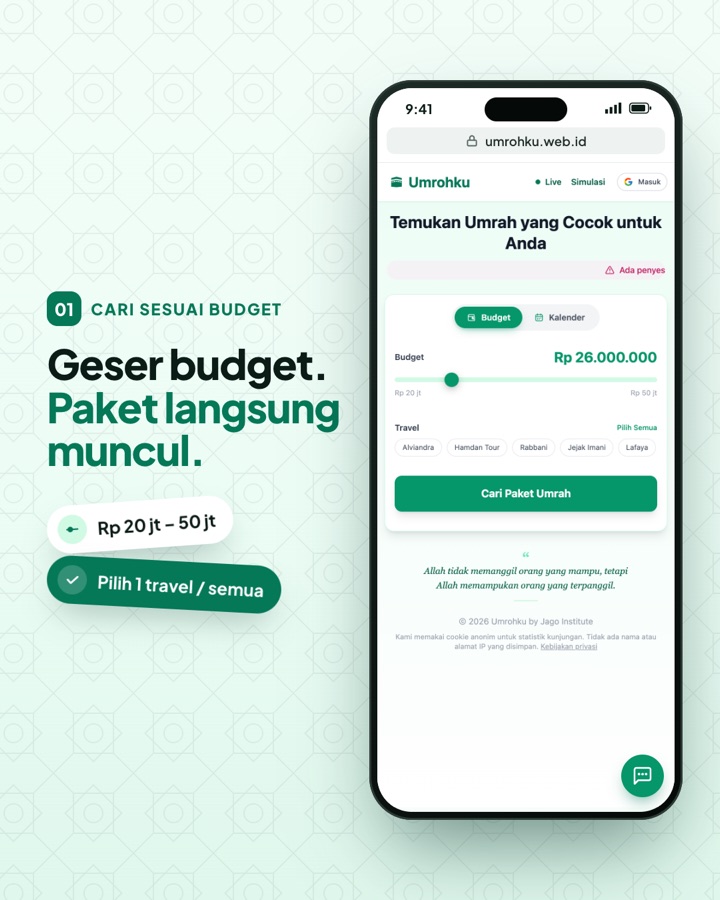 01 CARI SESUAI BUDGET
Geser budget.
Paket langsung
muncul.
Rp 20 jt – 50 jt
Pilih 1 travel / semua
9:41
umrohku.web.id
Umrohku
Live
Simulasi
Masuk
Temukan Umrah yang Cocok untuk
Anda
Ada penyes
Budget
Kalender
Budget
Rp 26.000.000
Rp 20 jt
Rp 50 jt
Travel
Pilih Semua
Alviandra
Hamdan Tour
Rabbani
Jejak Imani
Lafaya
Cari Paket Umrah
“
Allah tidak memanggil orang yang mampu, tetapi
Allah memampukan orang yang terpanggil.
© 2026 Umrohku by Jago Institute
Kami memakai cookie anonim untuk statistik kunjungan. Tidak ada nama atau
alamat IP yang disimpan. Kebijakan privasi